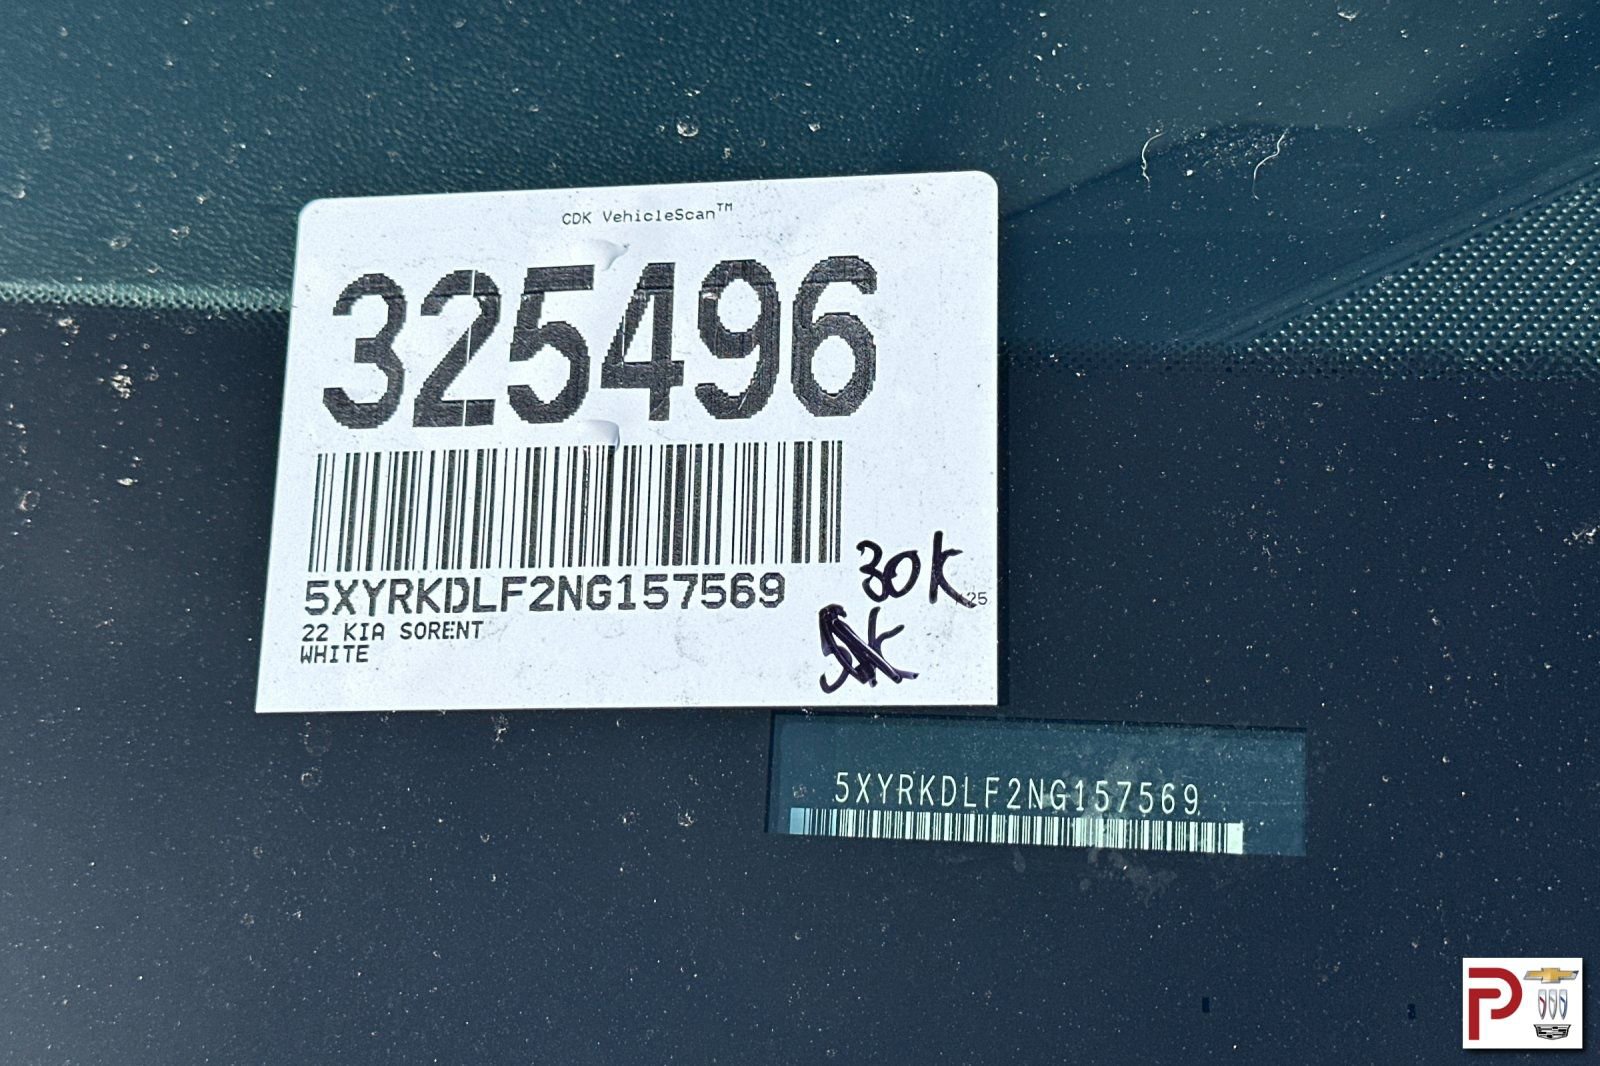 CDK VehicleScan™
325496
5XYRKDLF2NG157569
22 KIA SORENT
WHITE
30K
5XYRKDLF2NG157569
P